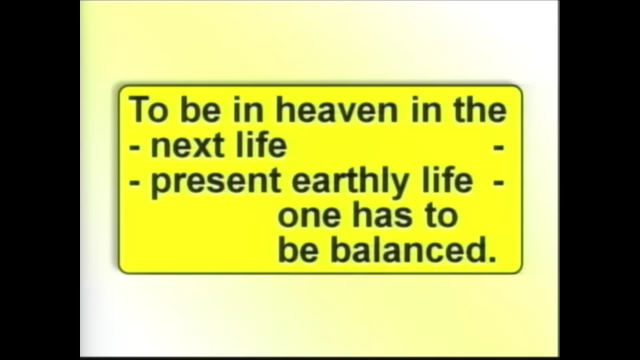 To be in heaven in the
- next life -
- present earthly life -
one has to
be balanced.